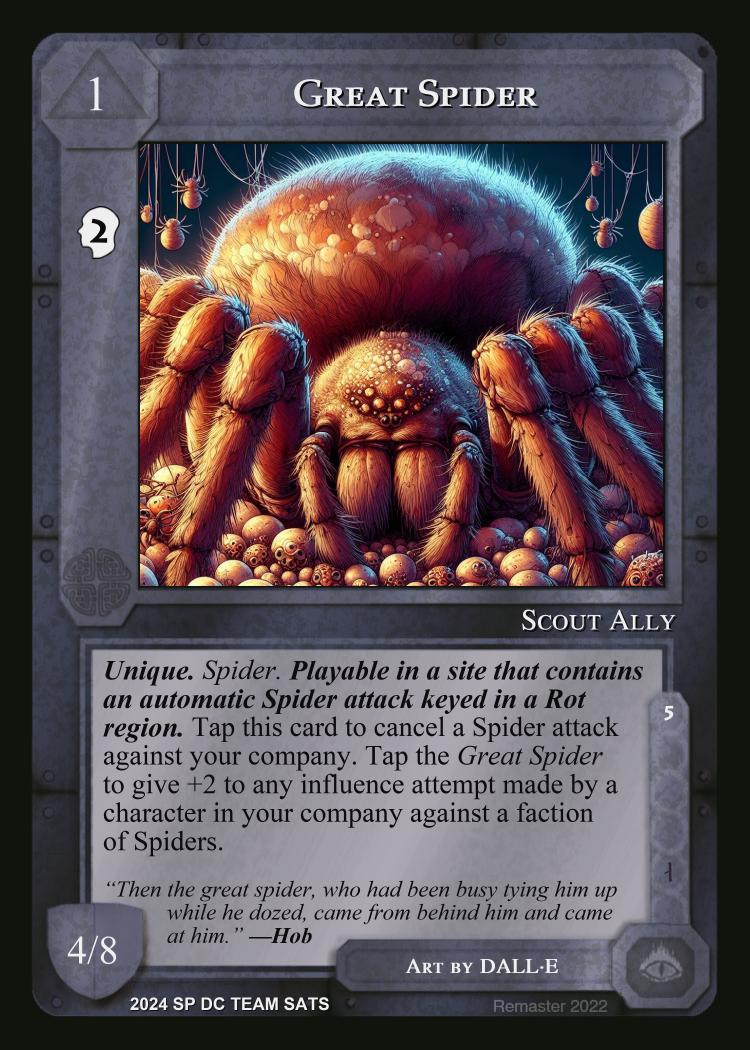 1
GREAT SPIDER
2
SCOUT ALLY
Unique. Spider. Playable in a site that contains
an automatic Spider attack keyed in a Rot
region. Tap this card to cancel a Spider attack
against your company. Tap the Great Spider
to give +2 to any influence attempt made by a
character in your company against a faction
of Spiders.
5
“Then the great spider, who had been busy tying him up
while he dozed, came from behind him and came
at him.” —Hob
4/8
ART BY DALL·E
2024 SP DC TEAM SATS
Remaster 2022